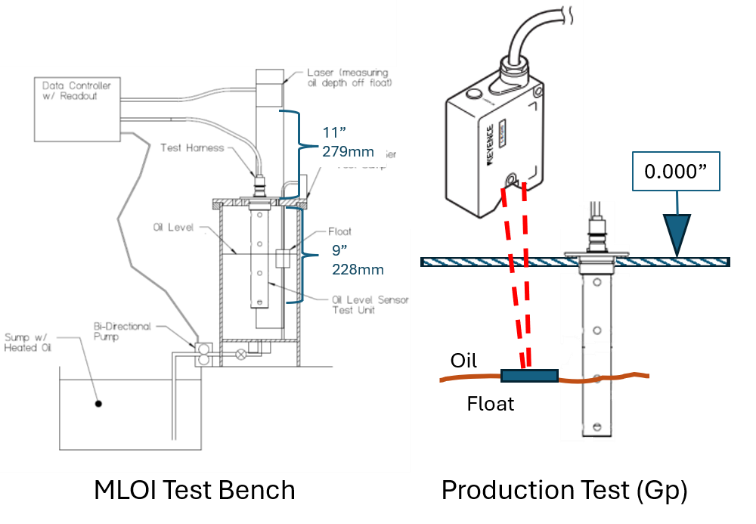 Data Controller
w/ Readout
Laser (measuring
oil depth off float)
11”
279mm
Test Harness
Oil Level
Float
9”
228mm
Oil Level Sensor
Test Unit
Bi-Directional
Pump
Sump w/
Heated Oil
MLOI Test Bench
KEYENCE
0.000”
Oil
Float
Production Test (Gp)